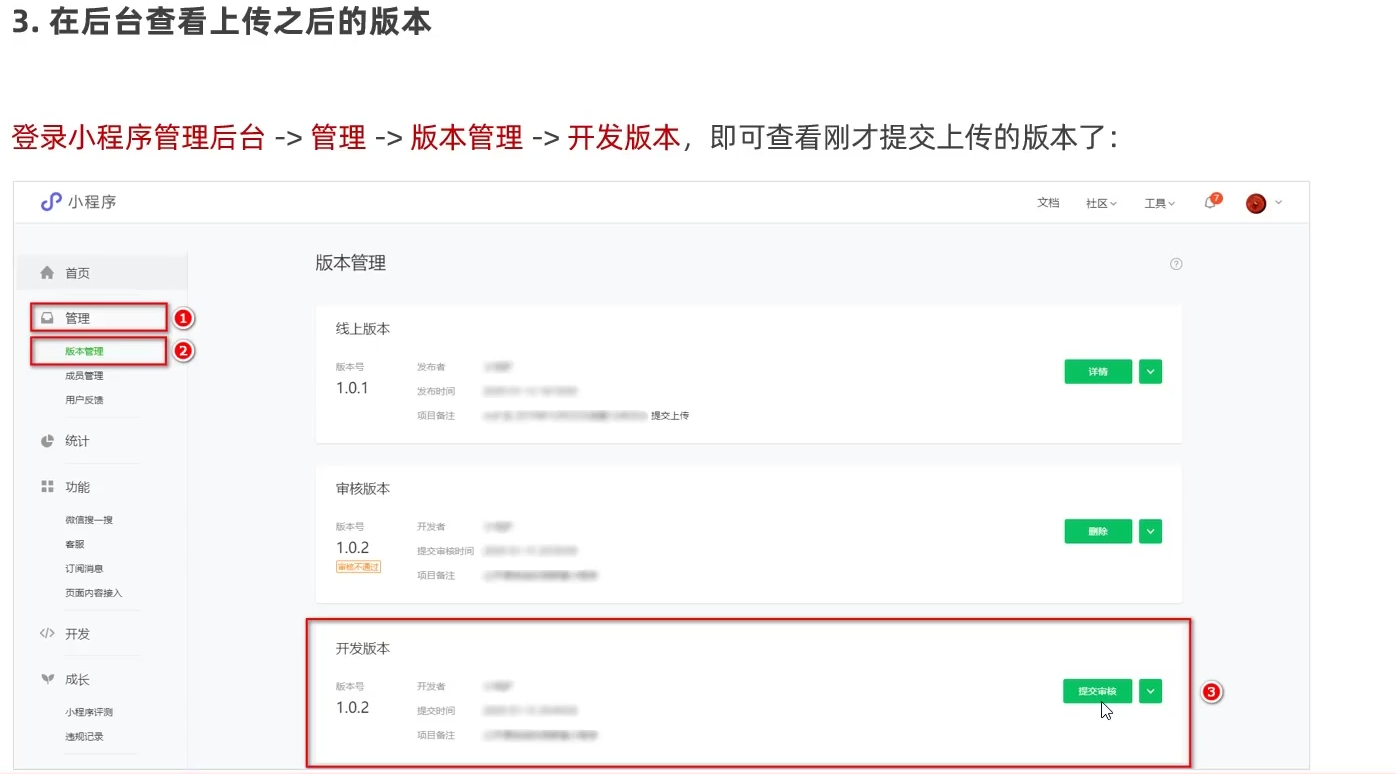 3. 在后台查看上传之后的版本
登录小程序管理后台 -> 管理 -> 版本管理 -> 开发版本，即可查看刚才提交上传的版本了：
小程序
文档 社区 工具 7
首页
管理 1
版本管理 2
成员管理
用户反馈
统计
功能
微信搜一搜
客服
订阅消息
页面内容接入
开发
成长
小程序评测
违规记录
版本管理 ?
线上版本
版本号 发布者
1.0.1 详情
发布时间
项目备注 提交上传
审核版本
版本号 开发者
1.0.2 删除
审核不通过 提交审核时间
项目备注
开发版本
版本号 开发者
1.0.2 提交审核 3
提交时间
项目备注